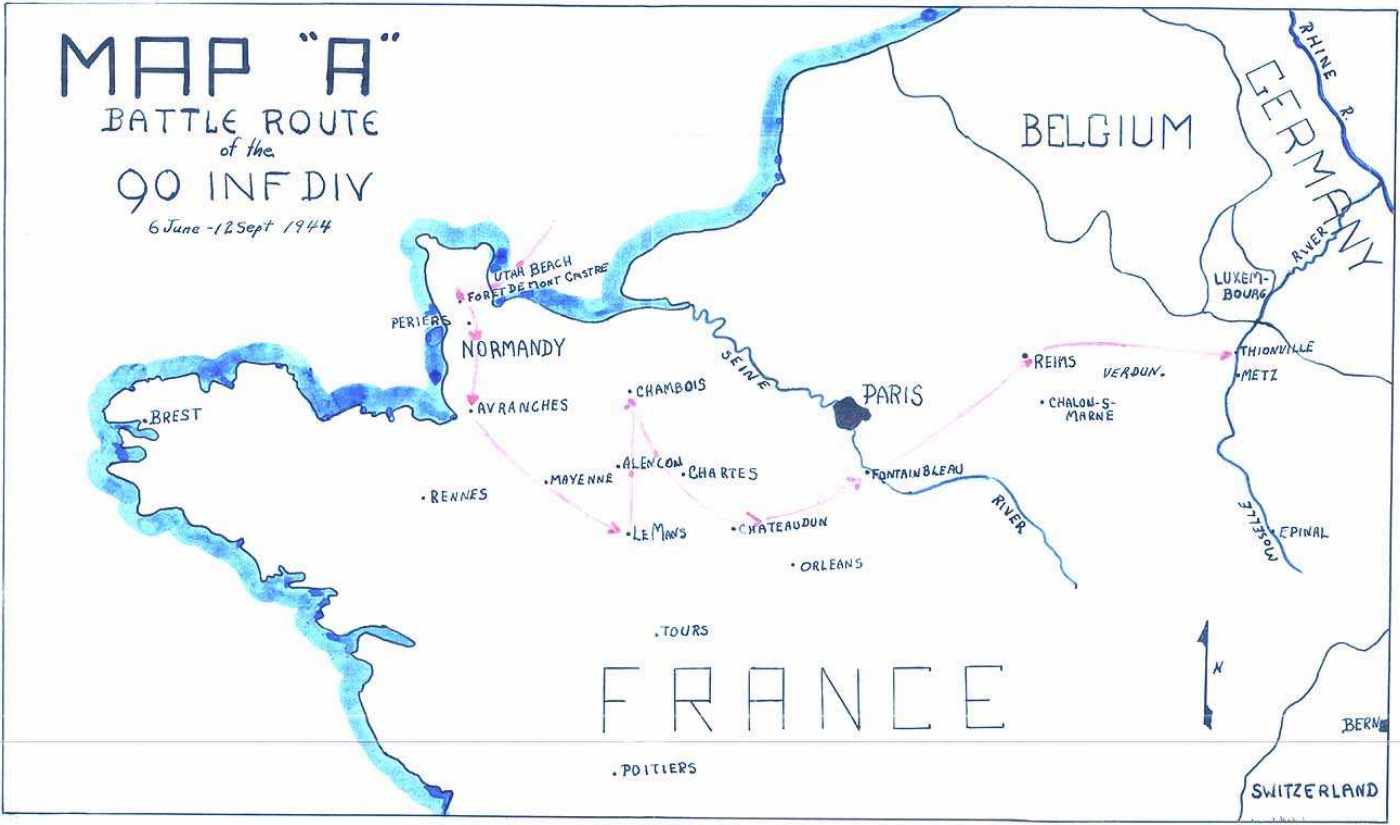 MAP "A"
BATTLE ROUTE
of the
90 INF DIV
6 June - 12 Sept 1944
RHINE R.
GERMANY
BELGIUM
RIVER
LUXEM-
BOURG
UTAH BEACH
FORET DE MONT CASTRE
PERIERS
NORMANDY
SEINE
REIMS
THIONVILLE
VERDUN
METZ
CHAMBOIS
PARIS
CHALON-S-
MARNE
AVRANCHES
BREST
ALENCON
CHARTES
FONTAINBLEAU
MAYENNE
RENNES
RIVER
MOSELLE
LE MANS
CHATEAUDUN
EPINAL
ORLEANS
TOURS
N
FRANCE
BERN
POITIERS
SWITZERLAND